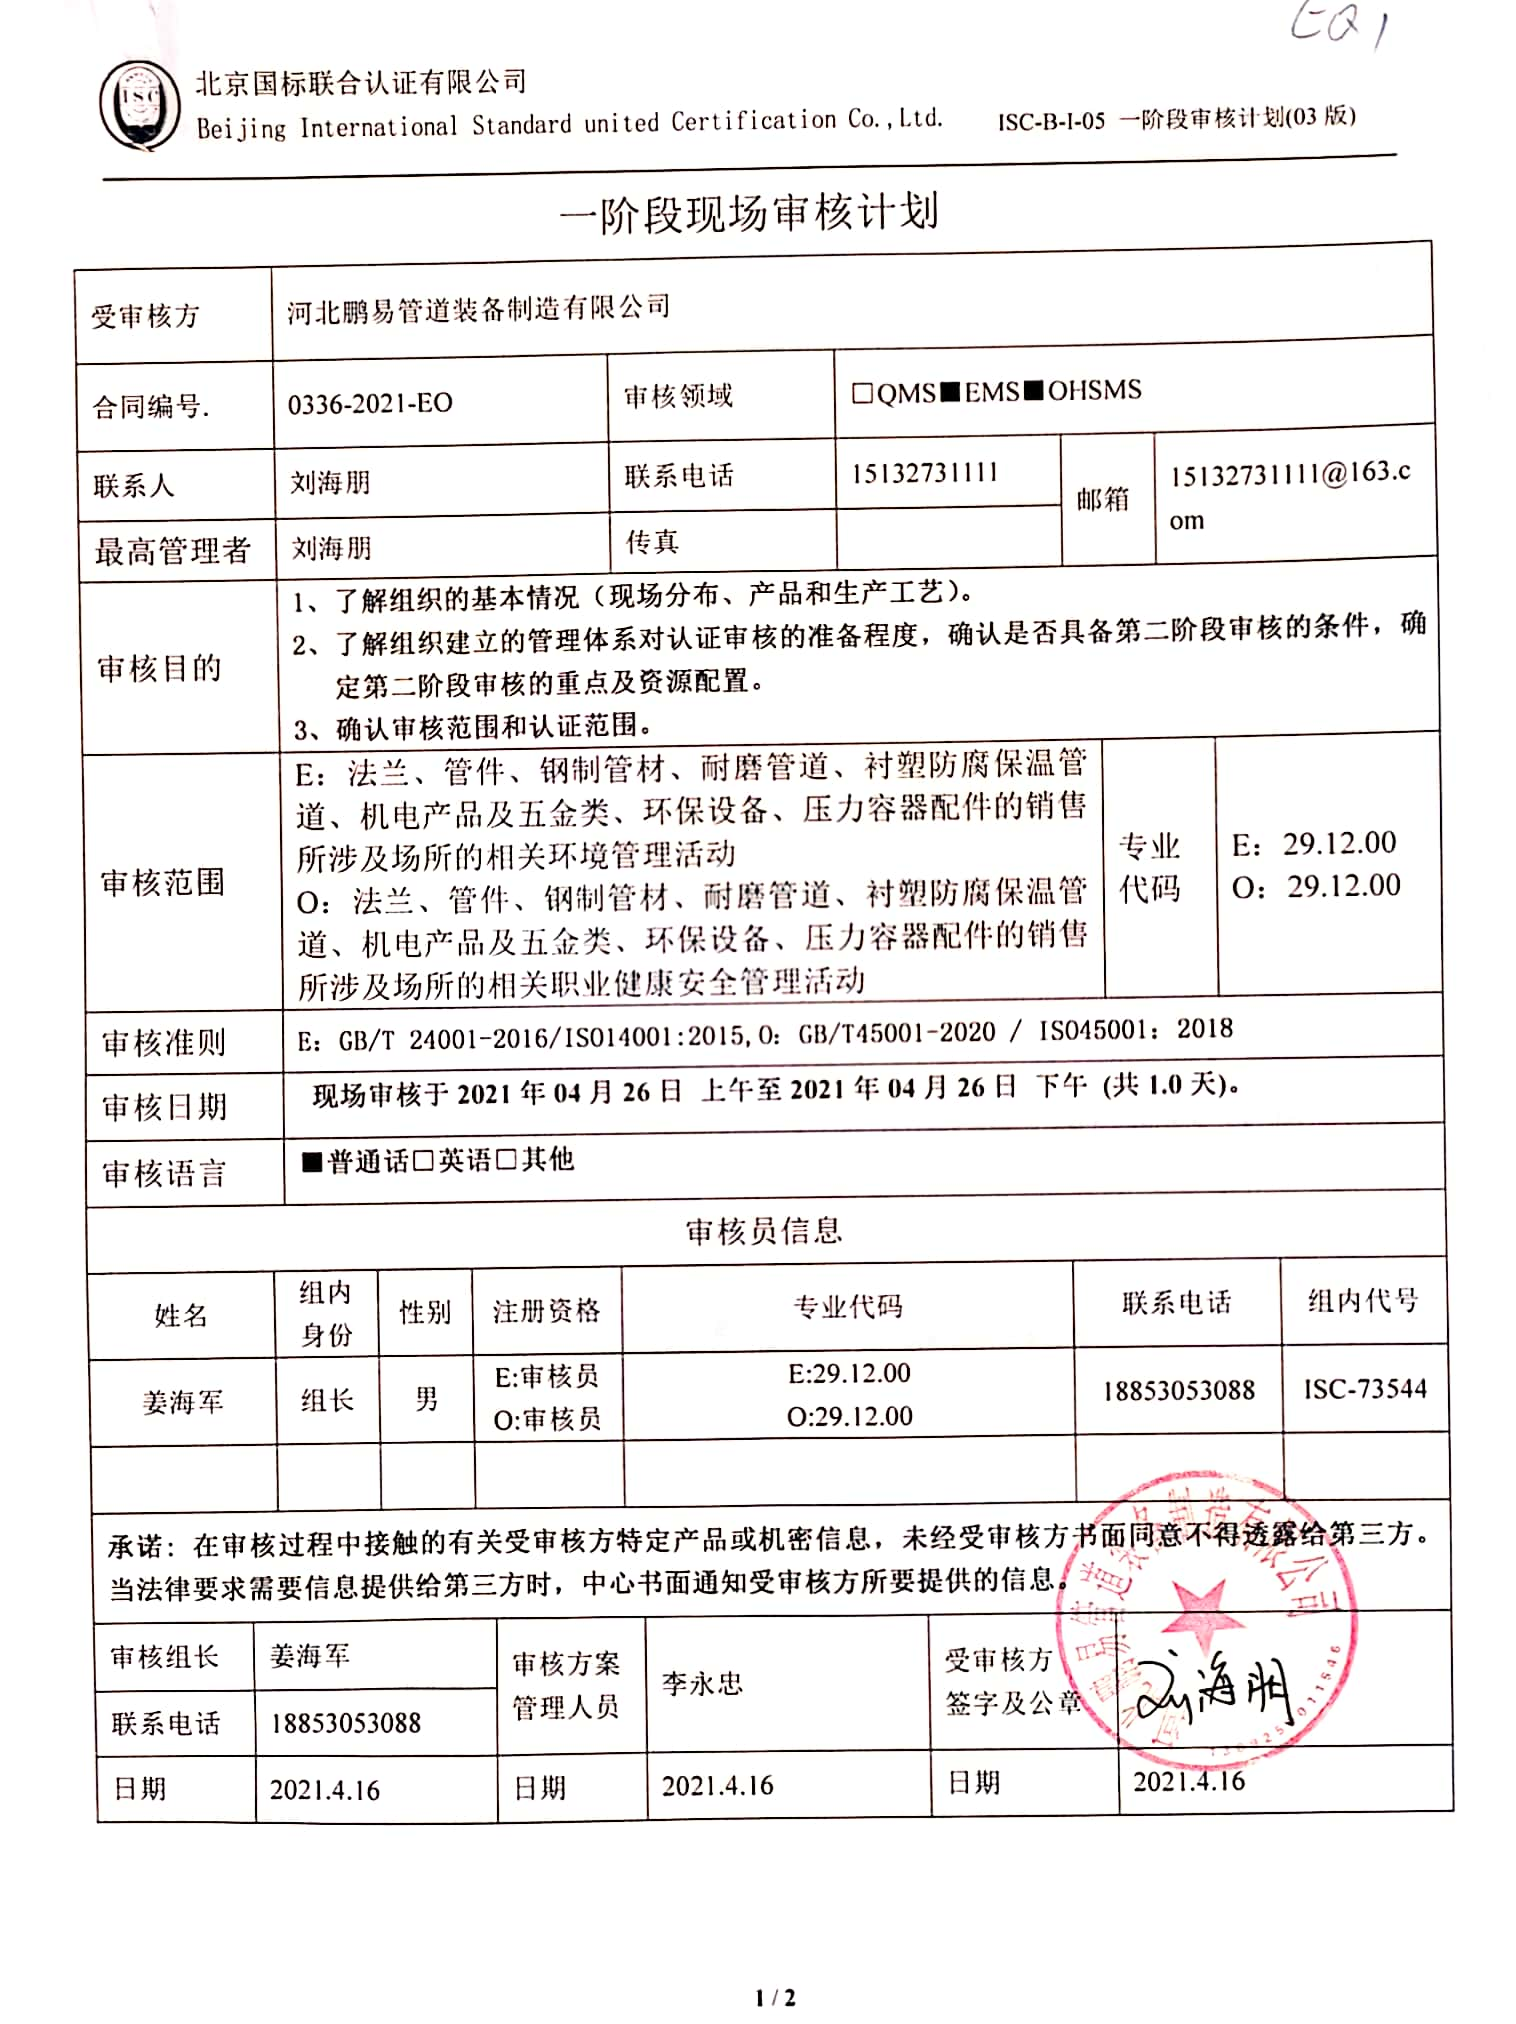 EQ1
ISC
北京国标联合认证有限公司
Beijing International Standard united Certification Co.,Ltd.
ISC-B-I-05 一阶段审核计划(03 版)
一阶段现场审核计划
受审核方
河北鹏易管道装备制造有限公司
合同编号.
0336-2021-EO
审核领域
□QMS■EMS■OHSMS
联系人
刘海朋
联系电话
15132731111
邮箱
15132731111@163.c
om
最高管理者
刘海朋
传真
审核目的
1、了解组织的基本情况（现场分布、产品和生产工艺）。
2、了解组织建立的管理体系对认证审核的准备程度，确认是否具备第二阶段审核的条件，确
定第二阶段审核的重点及资源配置。
3、确认审核范围和认证范围。
审核范围
E：法兰、管件、钢制管材、耐磨管道、衬塑防腐保温管
道、机电产品及五金类、环保设备、压力容器配件的销售
所涉及场所的相关环境管理活动
O：法兰、管件、钢制管材、耐磨管道、衬塑防腐保温管
道、机电产品及五金类、环保设备、压力容器配件的销售
所涉及场所的相关职业健康安全管理活动
专业
代码
E：29.12.00
O：29.12.00
审核准则
E：GB/T 24001-2016/ISO14001:2015,O：GB/T45001-2020 / ISO45001：2018
审核日期
现场审核于 2021 年 04 月 26 日 上午至 2021 年 04 月 26 日 下午 (共 1.0 天)。
审核语言
■普通话□英语□其他
审核员信息
姓名
组内
身份
性别
注册资格
专业代码
联系电话
组内代号
姜海军
组长
男
E:审核员
O:审核员
E:29.12.00
O:29.12.00
18853053088
ISC-73544
承诺：在审核过程中接触的有关受审核方特定产品或机密信息，未经受审核方书面同意不得透露给第三方。
当法律要求需要信息提供给第三方时，中心书面通知受审核方所要提供的信息。
审核组长
姜海军
审核方案
管理人员
李永忠
受审核方
签字及公章
刘海朋
联系电话
18853053088
日期
2021.4.16
日期
2021.4.16
日期
2021.4.16
1 / 2